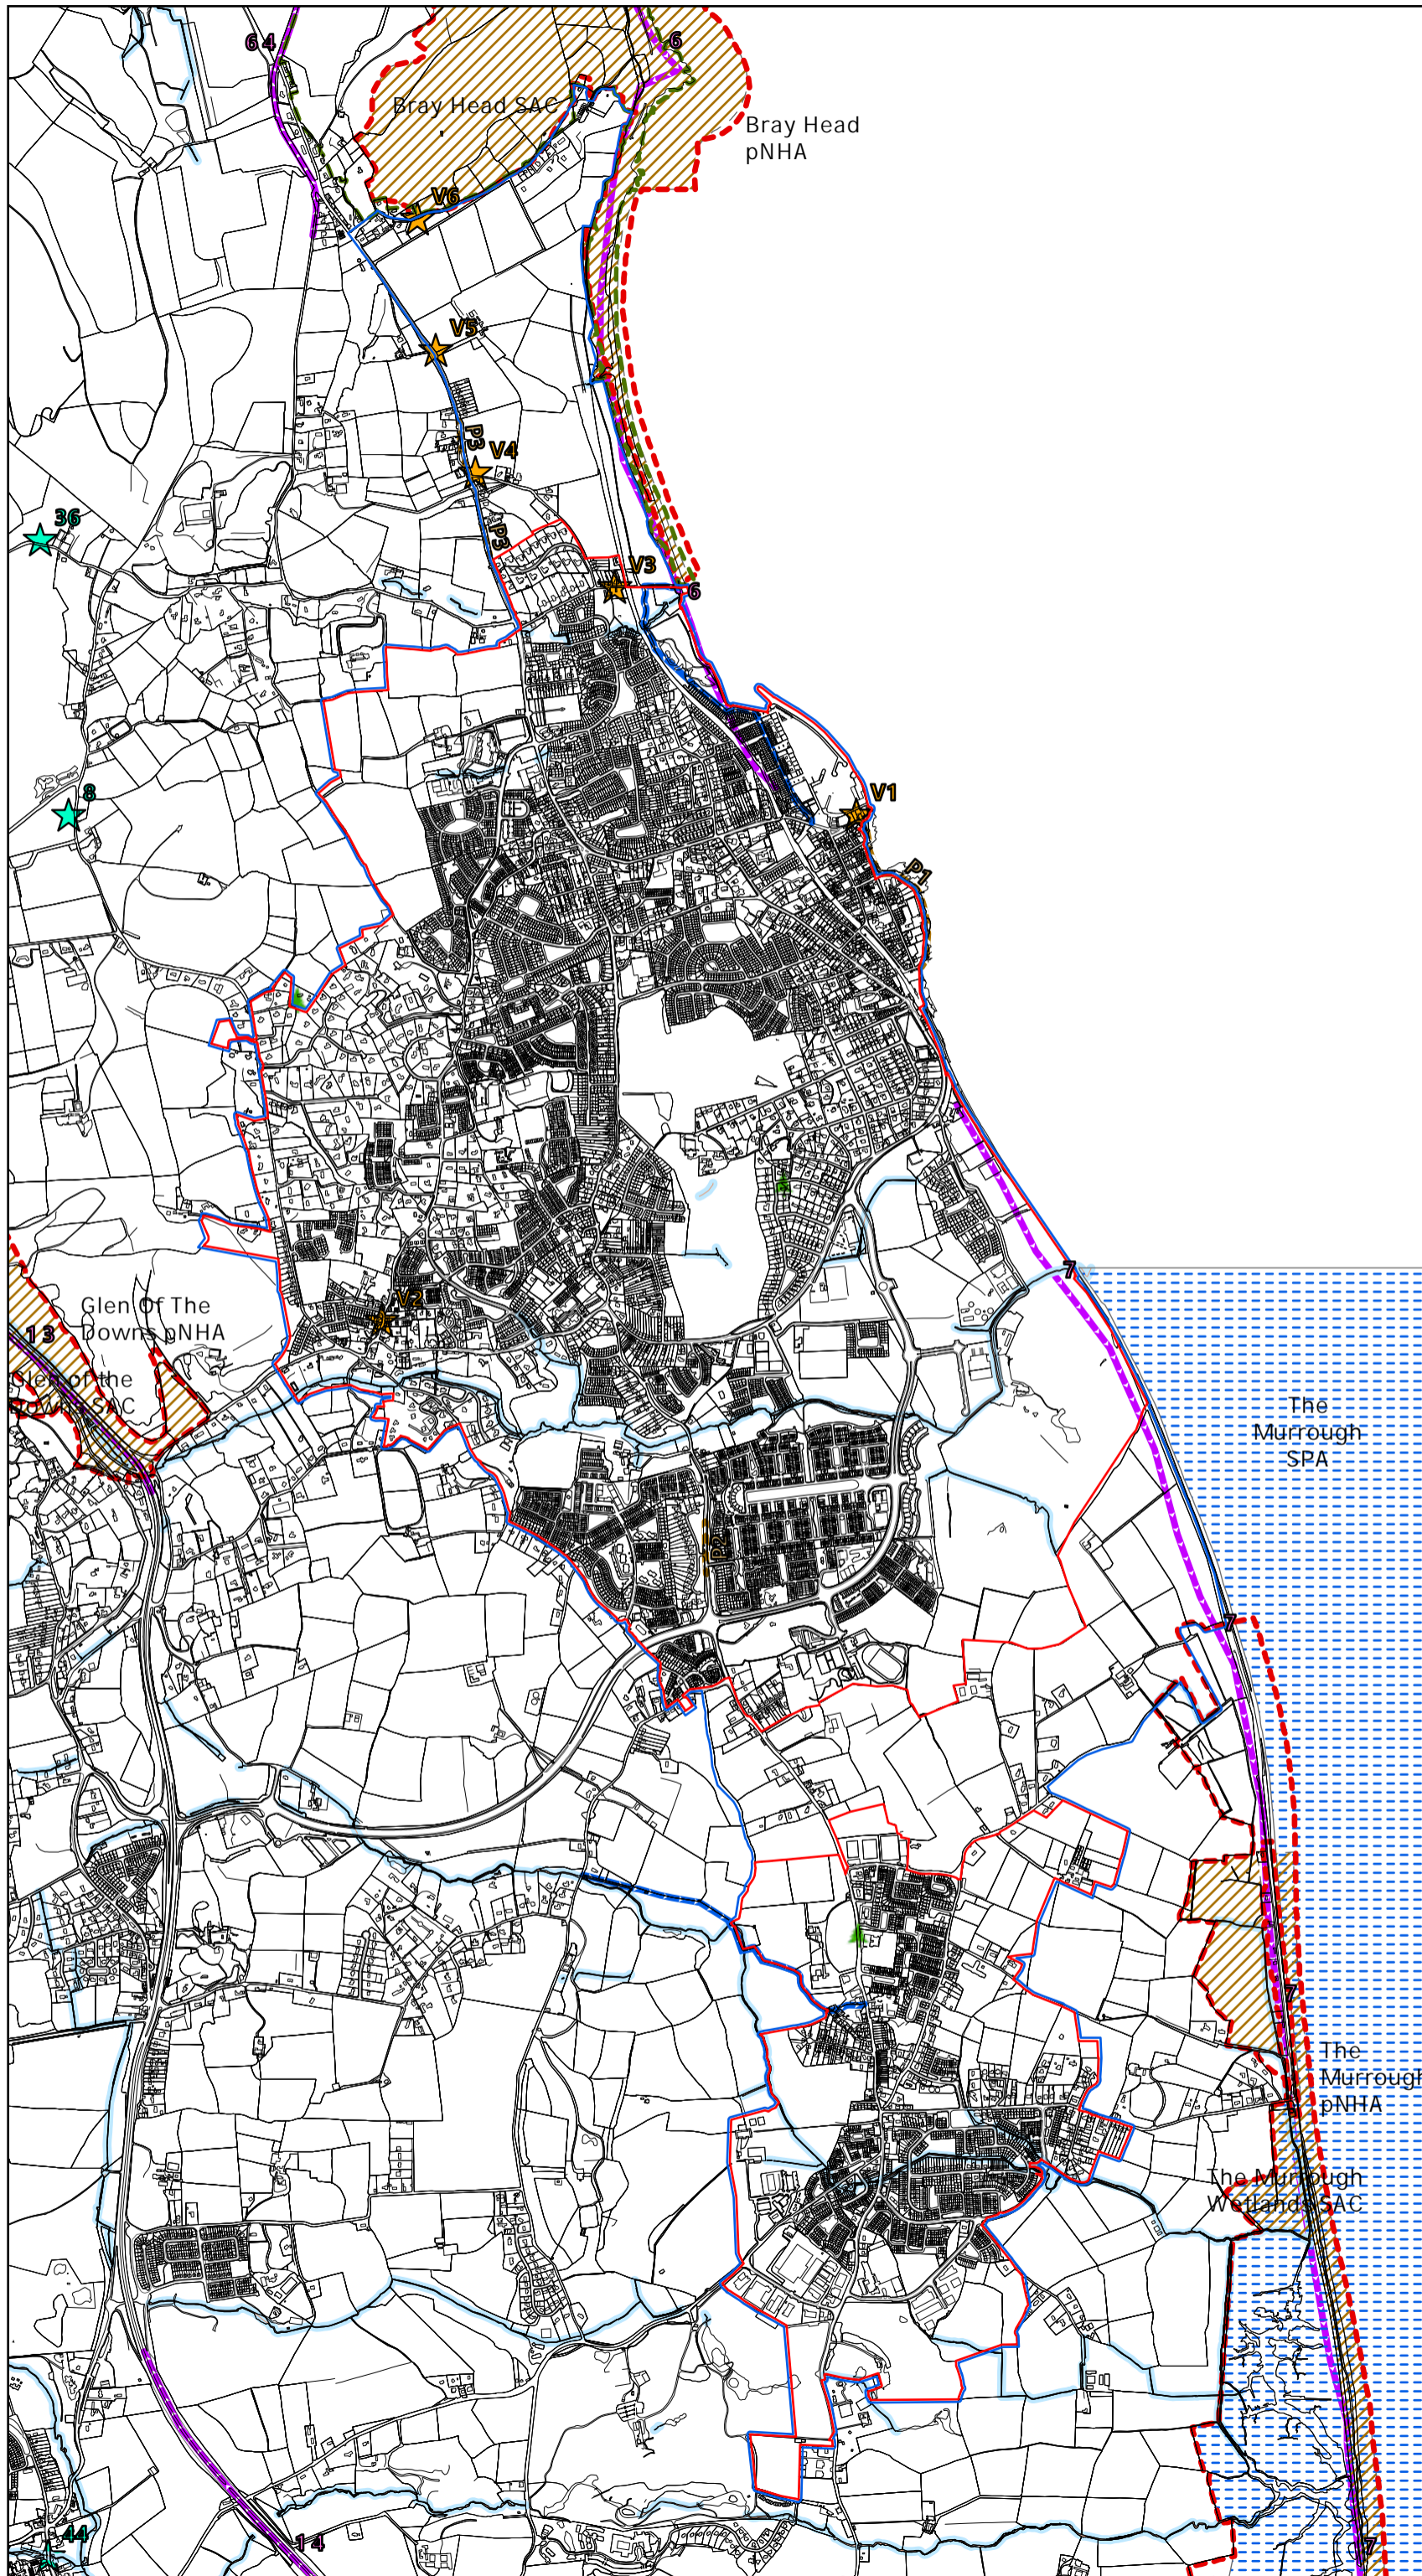 64
6
Bray Head SAC
Bray Head
pNHA
V6
V5
P3
V4
36
P3
V3
6
8
V1
P1
7
V2
Glen Of The
Downs pNHA
13
Glen of the
Downs SAC
The
Murrough
SPA
P2
7
7
The
Murrough
pNHA
The Murrough
Wetlands SAC
44
14
7